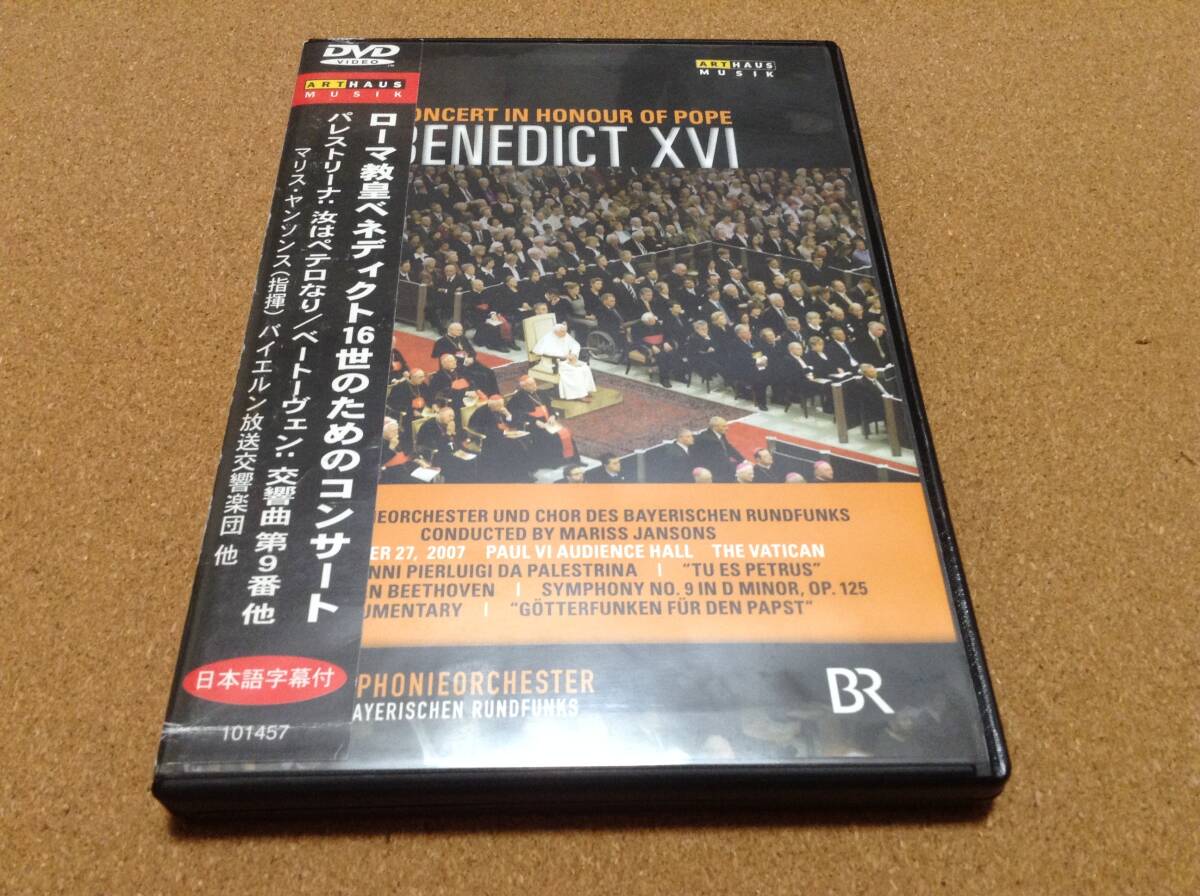 DVD
VIDEO
ARTHAUS
MUSIK
ローマ教皇ベネディクト16世のためのコンサート
パレストリーナ:汝はペテロなり/ベートーヴェン:交響曲 第9番 他
マリス・ヤンソンス(指揮) バイエルン放送交響楽団 他
日本語字幕付
101457
ARTHAUS
MUSIK
ONCERT IN HONOUR OF POPE
BENEDICT XVI
IEORCHESTER UND CHOR DES BAYERISCHEN RUNDFUNKS
CONDUCTED BY MARISS JANSONS
ER 27, 2007 PAUL VI AUDIENCE HALL THE VATICAN
NNI PIERLUIGI DA PALESTRINA | "TU ES PETRUS"
N BEETHOVEN | SYMPHONY NO. 9 IN D MINOR, OP. 125
UMENTARY | "GÖTTERFUNKEN FÜR DEN PAPST"
PHONIEORCHESTER
AYERISCHEN RUNDFUNKS
BR